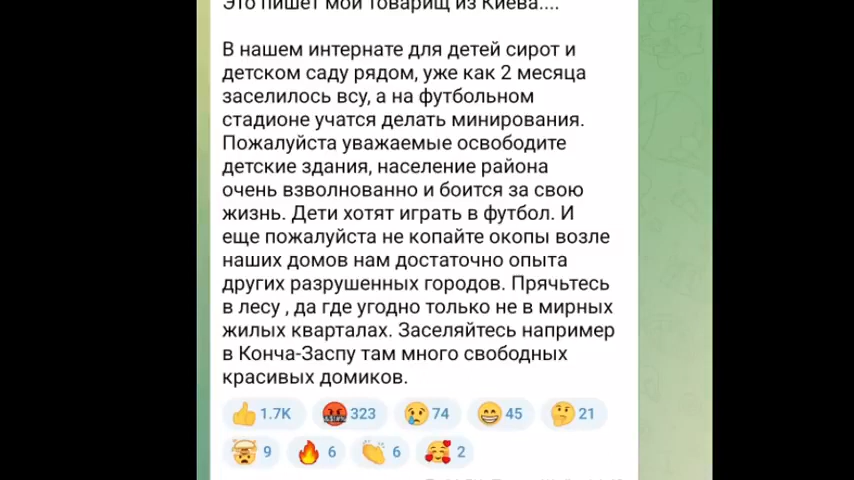 Это пишет мой товарищ из Киева....
В нашем интернате для детей сирот и
детском саду рядом, уже как 2 месяца
заселилось всу, а на футбольном
стадионе учатся делать минирования.
Пожалуйста уважаемые освободите
детские здания, население района
очень взволнованно и боится за свою
жизнь. Дети хотят играть в футбол. И
еще пожалуйста не копайте окопы возле
наших домов нам достаточно опыта
других разрушенных городов. Прячьтесь
в лесу , да где угодно только не в мирных
жилых кварталах. Заселяйтесь например
в Конча-Заспу там много свободных
красивых домиков.
1.7K 323 74 45 21
9 6 6 2